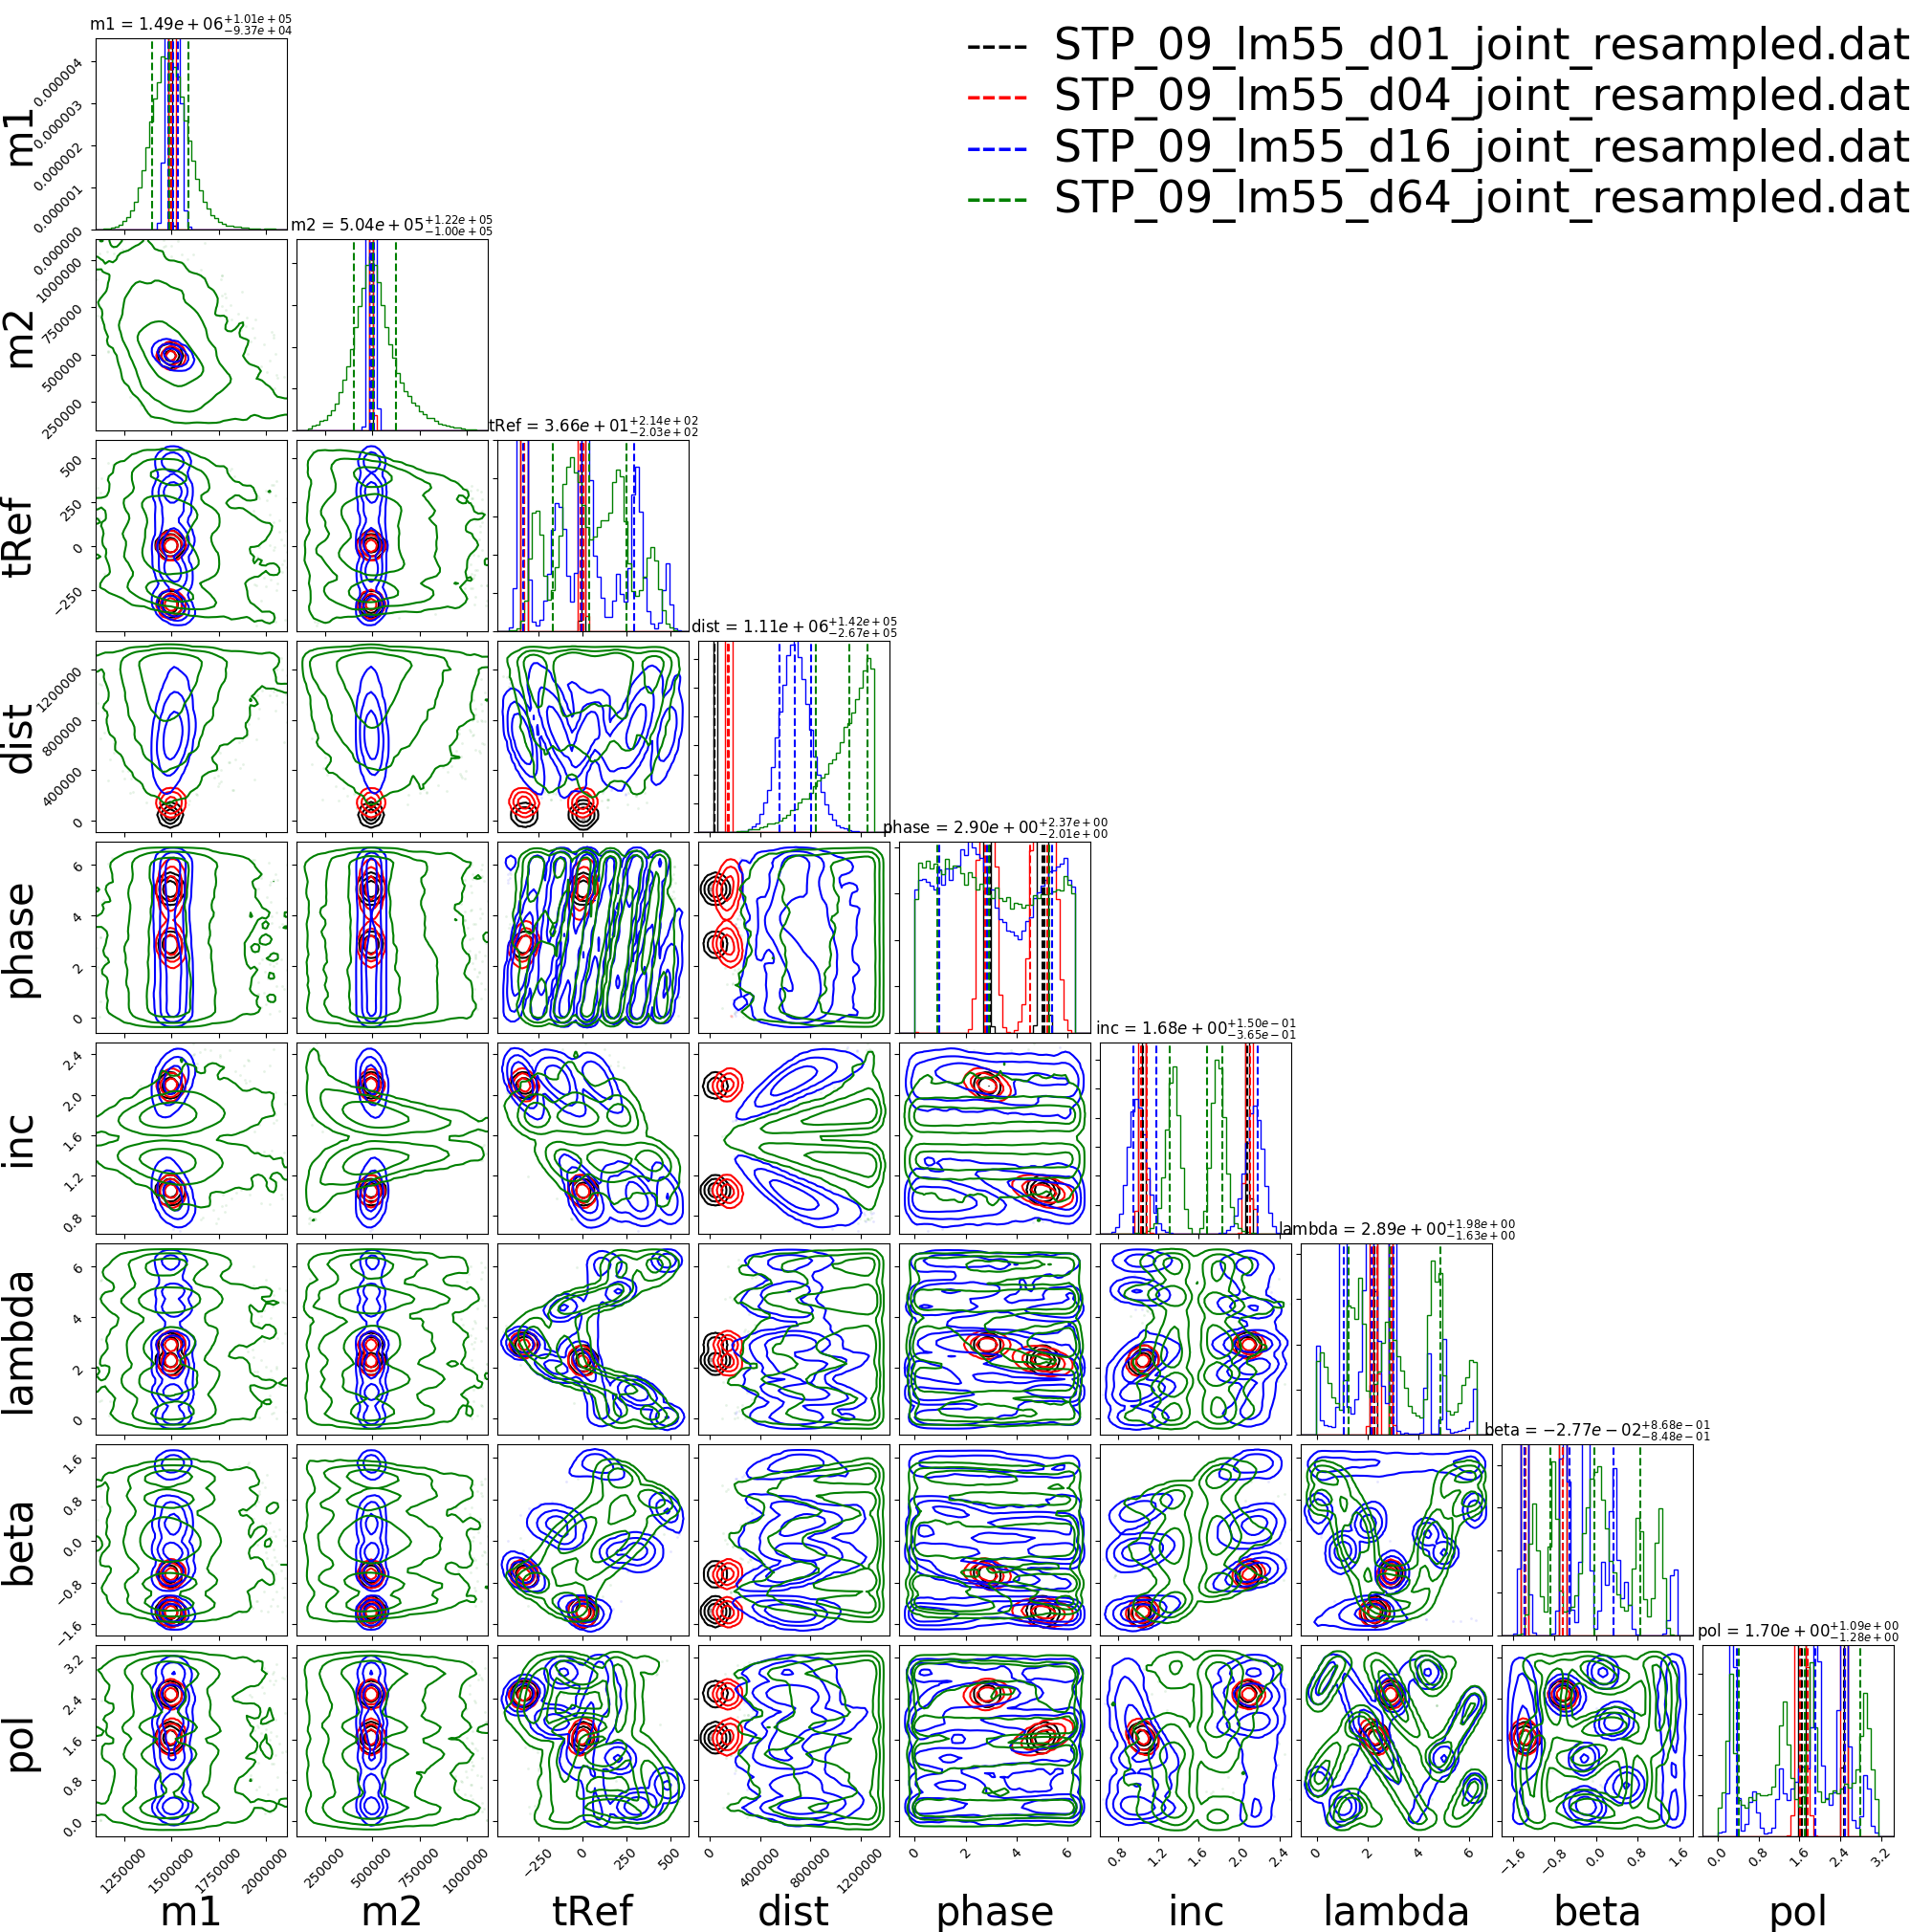 m1 = 1.49e + 06 +1.01e+05 −9.37e+04
STP_09_lm55_d01_joint_resampled.dat
STP_09_lm55_d04_joint_resampled.dat
STP_09_lm55_d16_joint_resampled.dat
STP_09_lm55_d64_joint_resampled.dat
m1
0.000004
0.000003
0.000002
0.000001
0.000000
m2 = 5.04e + 05 +1.22e+05 −1.00e+05
m2
1000000
750000
500000
250000
tRef = 3.66e + 01 +2.14e+02 −2.03e+02
tRef
500
250
0
−250
dist = 1.11e + 06 +1.42e+05 −2.67e+05
dist
1200000
800000
400000
0
phase = 2.90e + 00 +2.37e+00 −2.01e+00
phase
6
4
2
0
inc = 1.68e + 00 +1.50e−01 −3.65e−01
inc
2.4
2.0
1.6
1.2
0.8
lambda = 2.89e + 00 +1.98e+00 −1.63e+00
lambda
6
4
2
0
beta = −2.77e − 02 +8.68e−01 −8.48e−01
beta
1.6
0.8
0.0
−0.8
−1.6
pol = 1.70e + 00 +1.09e+00 −1.28e+00
pol
3.2
2.4
1.6
0.8
0.0
1250000 1500000 1750000 2000000 250000 500000 750000 1000000 −250 0 250 500 0 400000 800000 1200000 0 2 4 6 0.8 1.2 1.6 2.0 2.4 0 2 4 6 −1.6 −0.8 0.0 0.8 1.6 0.0 0.8 1.6 2.4 3.2
m1 m2 tRef dist phase inc lambda beta pol